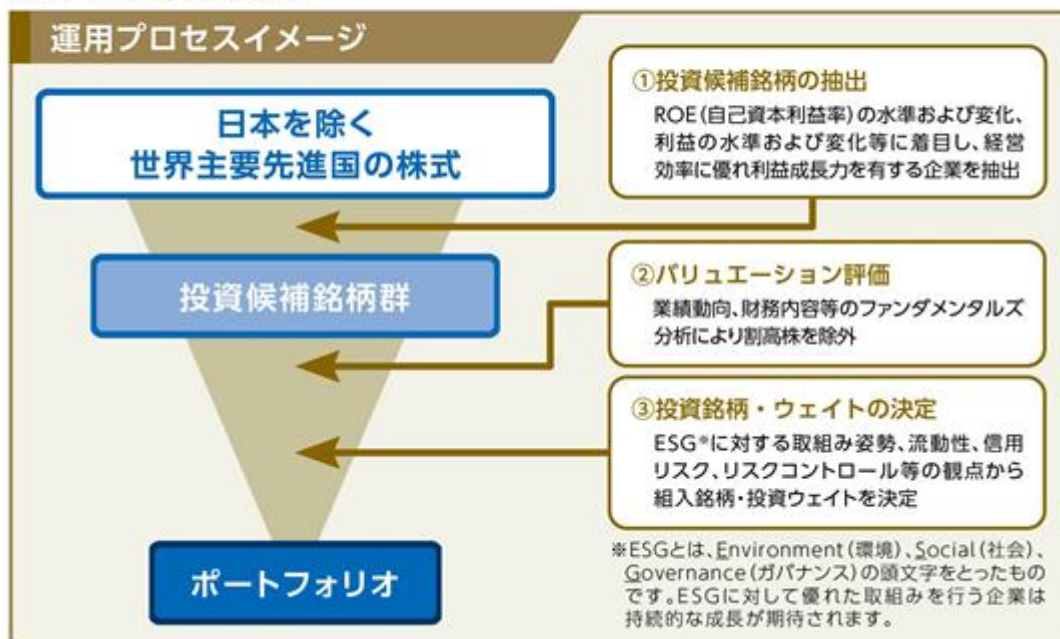 運用プロセスイメージ
日本を除く
世界主要先進国の株式
投資候補銘柄群
ポートフォリオ
①投資候補銘柄の抽出
ROE(自己資本利益率)の水準および変化、
利益の水準および変化等に着目し、経営
効率に優れ利益成長力を有する企業を抽出
②バリュエーション評価
業績動向、財務内容等のファンダメンタルズ
分析により割高株を除外
③投資銘柄・ウェイトの決定
ESG※に対する取組み姿勢、流動性、信用
リスク、リスクコントロール等の観点から
組入銘柄・投資ウェイトを決定
※ESGとは、Environment(環境)、Social(社会)、
Governance(ガバナンス)の頭文字をとったもの
です。ESGに対して優れた取組みを行う企業は
持続的な成長が期待されます。